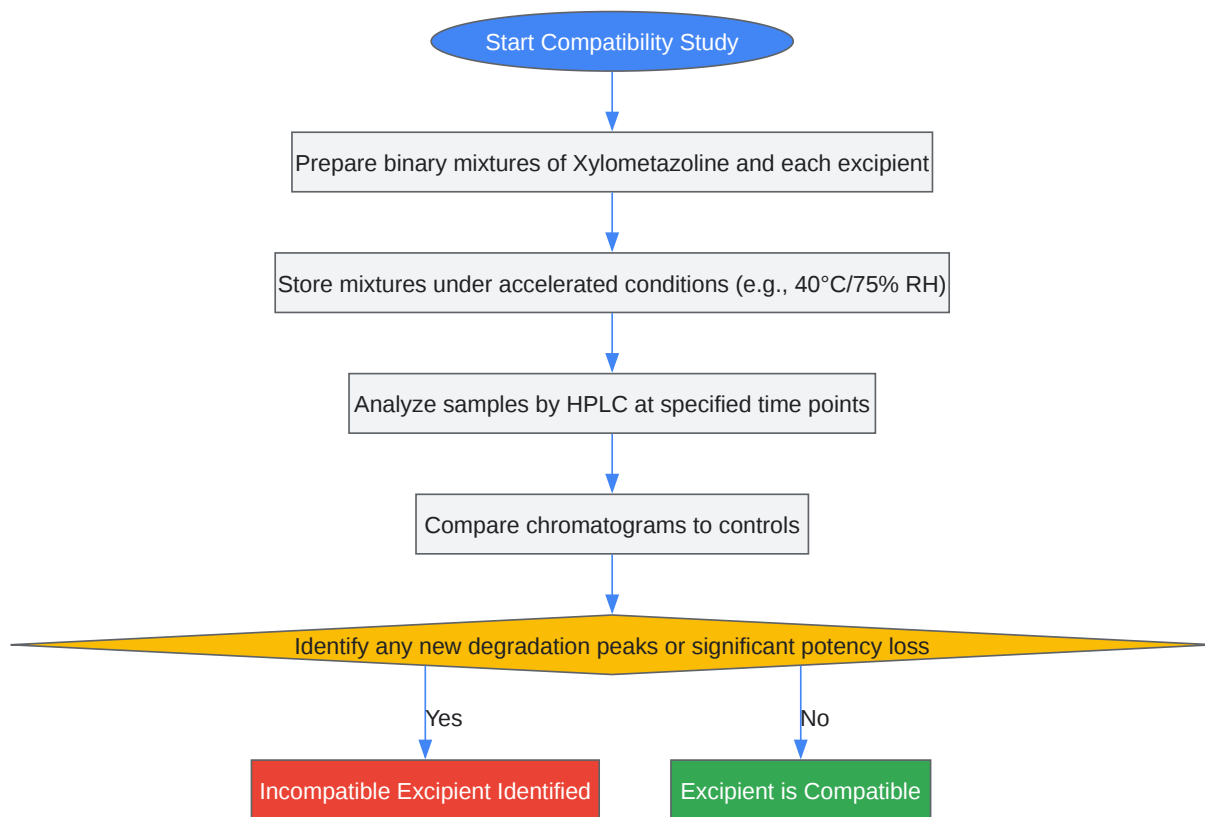 Start Compatibility Study
Prepare binary mixtures of Xylometazoline and each excipient
Store mixtures under accelerated conditions (e.g., 40°C/75% RH)
Analyze samples by HPLC at specified time points
Compare chromatograms to controls
Identify any new degradation peaks or significant potency loss
Yes
No
Incompatible Excipient Identified
Excipient is Compatible